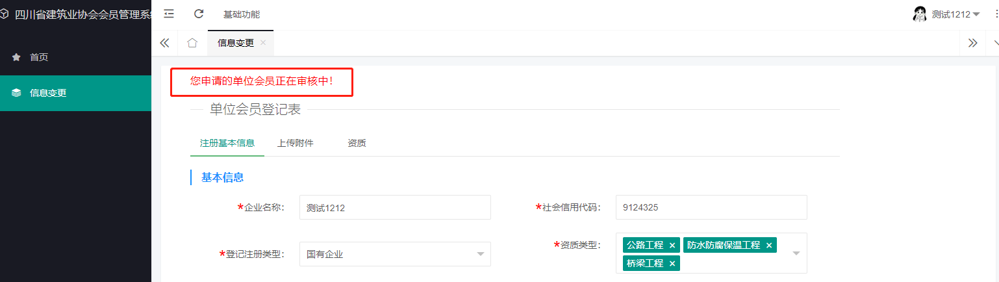 四川省建筑业协会会员管理系
基础功能
测试1212
信息变更
首页
信息变更
您申请的单位会员正在审核中!
单位会员登记表
注册基本信息 上传附件 资质
基本信息
*企业名称: 测试1212
*社会信用代码: 9124325
*登记注册类型: 国有企业
*资质类型: 公路工程 × 防水防腐保温工程 ×
桥梁工程 ×